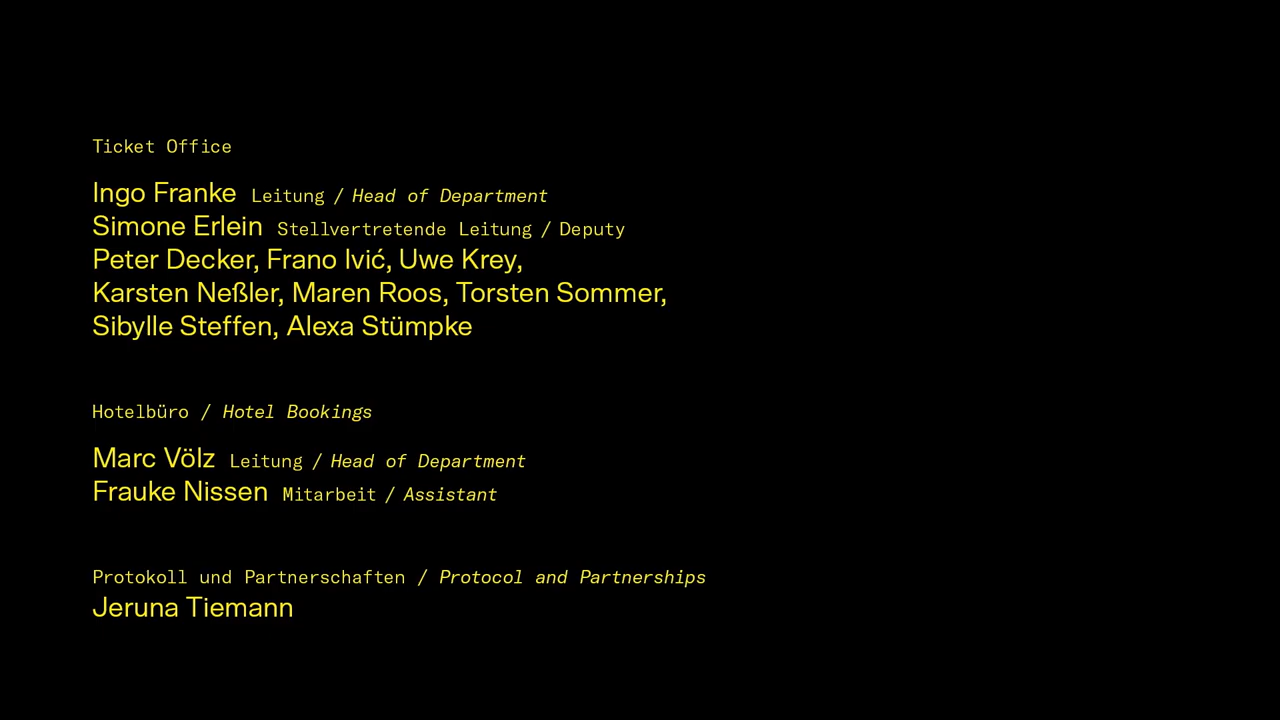 Ticket Office
Ingo Franke Leitung / Head of Department
Simone Erlein Stellvertretende Leitung / Deputy
Peter Decker, Frano Ivić, Uwe Krey,
Karsten Neßler, Maren Roos, Torsten Sommer,
Sibylle Steffen, Alexa Stümpke
Hotelbüro / Hotel Bookings
Marc Völz Leitung / Head of Department
Frauke Nissen Mitarbeit / Assistant
Protokoll und Partnerschaften / Protocol and Partnerships
Jeruna Tiemann